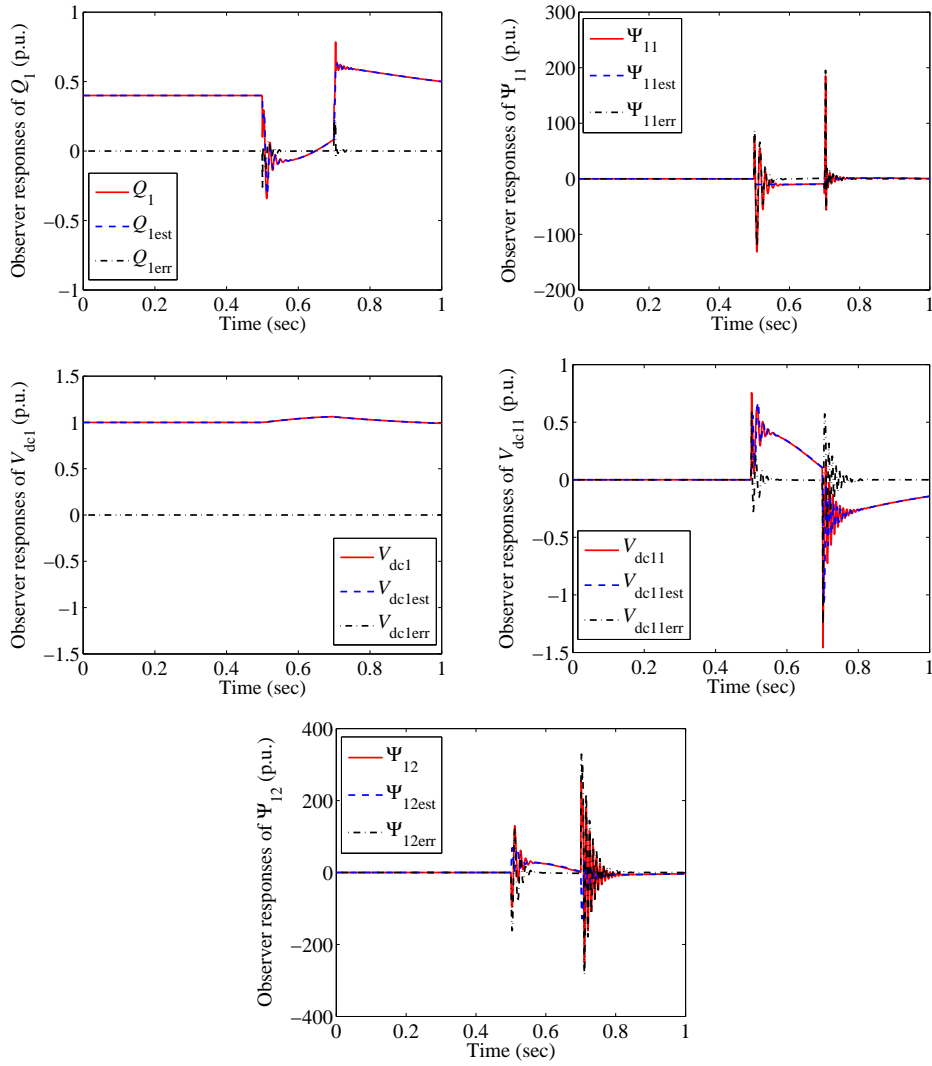 Observer responses of Q1 (p.u.)
1
0.5
0
−0.5
−1
Q1
Q1est
Q1err
0 0.2 0.4 0.6 0.8 1
Time (sec)
Observer responses of Ψ11 (p.u.)
300
200
100
0
−100
−200
Ψ11
Ψ11est
Ψ11err
0 0.2 0.4 0.6 0.8 1
Time (sec)
Observer responses of Vdc1 (p.u.)
1.5
1
0.5
0
−0.5
−1
−1.5
Vdc1
Vdc1est
Vdc1err
0 0.2 0.4 0.6 0.8 1
Time (sec)
Observer responses of Vdc11 (p.u.)
1
0.5
0
−0.5
−1
−1.5
Vdc11
Vdc11est
Vdc11err
0 0.2 0.4 0.6 0.8 1
Time (sec)
Observer responses of Ψ12 (p.u.)
400
200
0
−200
−400
Ψ12
Ψ12est
Ψ12err
0 0.2 0.4 0.6 0.8 1
Time (sec)